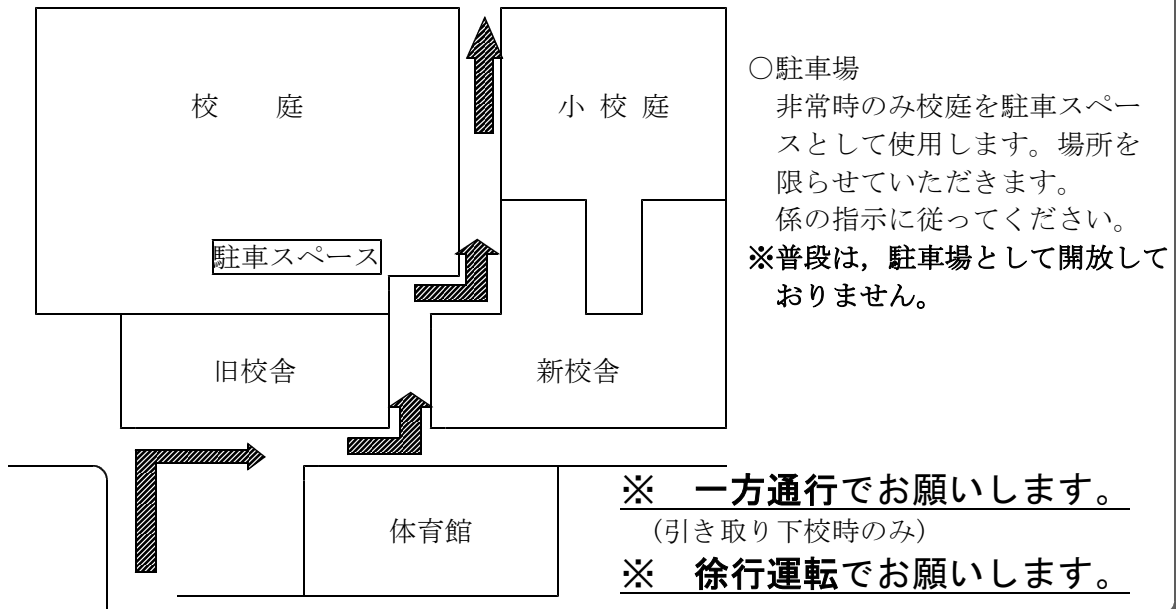 校　　庭
小 校 庭
駐車スペース
旧校舎
新校舎
体育館
○駐車場
非常時のみ校庭を駐車スペー
スとして使用します。場所を
限らせていただきます。
係の指示に従ってください。
※普段は，駐車場として開放して
おりません。
※　一方通行でお願いします。
（引き取り下校時のみ）
※　徐行運転でお願いします。